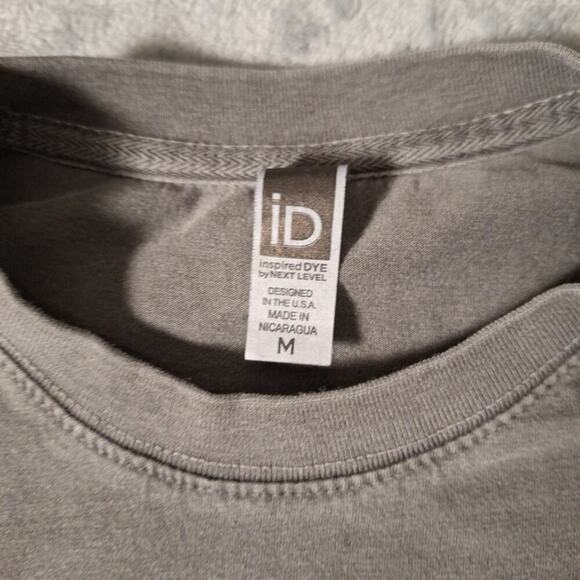 iD
inspired DYE
by NEXT LEVEL
DESIGNED
IN THE U.S.A.
MADE IN
NICARAGUA
M